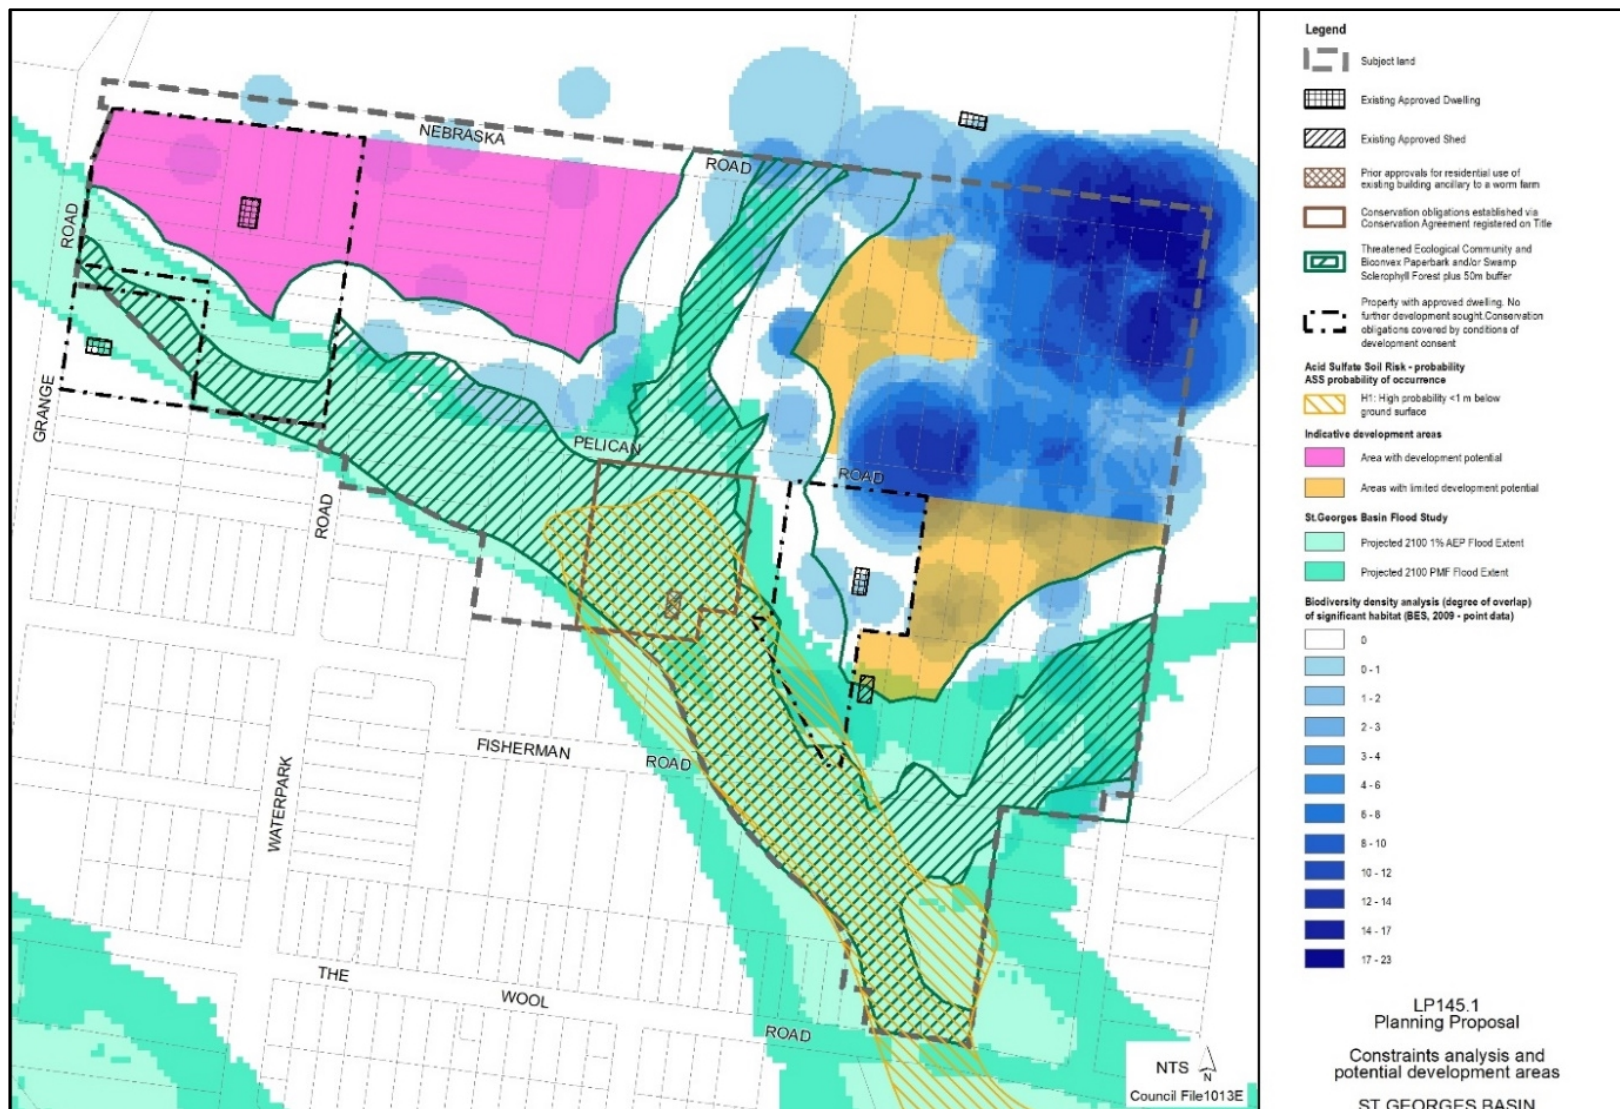 NEBRASKA
ROAD
ROAD
GRANGE
PELICAN
ROAD
ROAD
FISHERMAN
ROAD
WATERPARK
THE
WOOL
ROAD
NTS
N
Council File1013E
Legend
Subject land
Existing Approved Dwelling
Existing Approved Shed
Prior approvals for residential use of
existing building ancillary to a worm farm
Conservation obligations established via
Conservation Agreement registered on Title
Threatened Ecological Community and
Biconvex Paperbark and/or Swamp
Sclerophyll Forest plus 50m buffer
Property with approved dwelling. No
further development sought.Conservation
obligations covered by conditions of
development consent
Acid Sulfate Soil Risk - probability
ASS probability of occurrence
H1: High probability <1 m below
ground surface
Indicative development areas
Area with development potential
Areas with limited development potential
St.Georges Basin Flood Study
Projected 2100 1% AEP Flood Extent
Projected 2100 PMF Flood Extent
Biodiversity density analysis (degree of overlap)
of significant habitat (BES, 2009 - point data)
0
0 - 1
1 - 2
2 - 3
3 - 4
4 - 6
6 - 8
8 - 10
10 - 12
12 - 14
14 - 17
17 - 23
LP145.1
Planning Proposal
Constraints analysis and
potential development areas
ST GEORGES BASIN